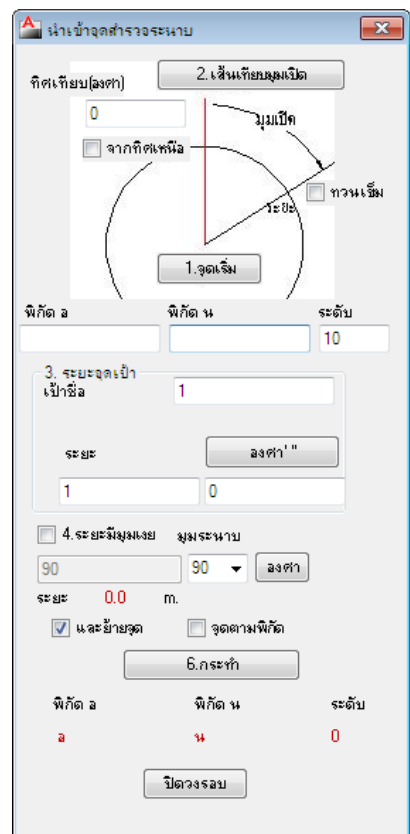 นำเข้าจุดสำรวจระนาบ
ทิศเทียบ(องศา)
2.เส้นเทียบมุมเปิด
0
มุมเปิด
จากทิศเหนือ
ทวนเข็ม
ระยะ
1.จุดเริ่ม
พิกัด อ พิกัด น ระดับ
10
3. ระยะจุดเป้า
เป้าชื่อ 1
ระยะ องศา' "
1 0
4.ระยะมีมุมเงย มุมระนาบ
90 90 องศา
ระยะ 0.0 m.
และย้ายจุด จุดตามพิกัด
6.กระทำ
พิกัด อ พิกัด น ระดับ
อ น 0
ปิดวงรอบ